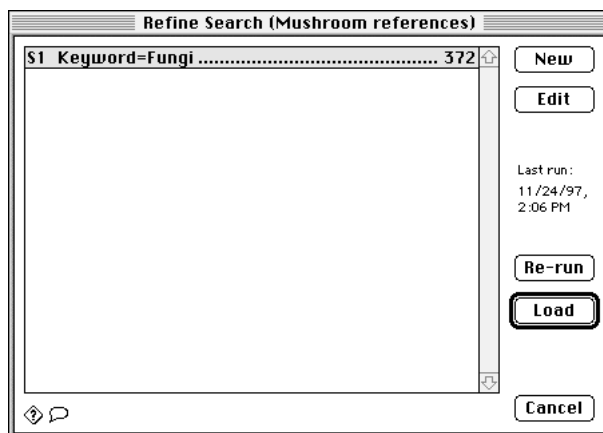 Refine Search (Mushroom references)
S1 Keyword=Fungi ............................................. 372
New
Edit
Last run:
11/24/97,
2:06 PM
Re-run
Load
Cancel
?